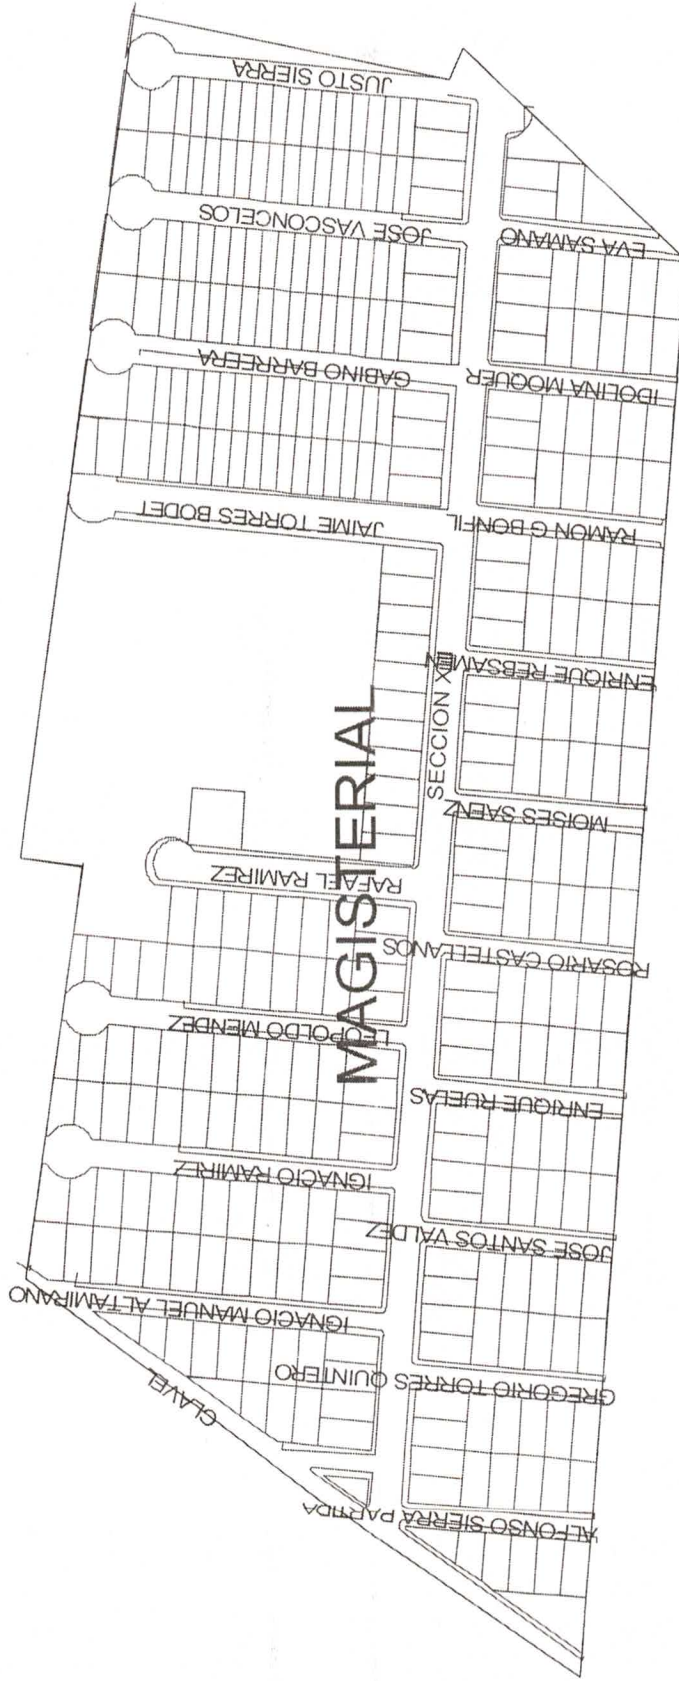 JUSTO SIERRA
JOSE VASCONCELOS
EVA SAMANO
GABINO BARREERA
IDOLINA MOQUER
JAIME TORRES BODET
RAMON G BONFIL
ENRIQUE REBSAMEN
SECCION
MAGISTERIAL
MOISES SAENZ
RAFAEL RAMIREZ
ROSARIO CASTELLANOS
LEOPOLDO MENDEZ
ENRIQUE RUELAS
IGNACIO RAMIREZ
JOSE SANTOS VALDEZ
IGNACIO MANUEL ALTAMIRANO
GREGORIO TORRES QUINTERO
CLAVEL
ALFONSO SIERRA PARTIDA